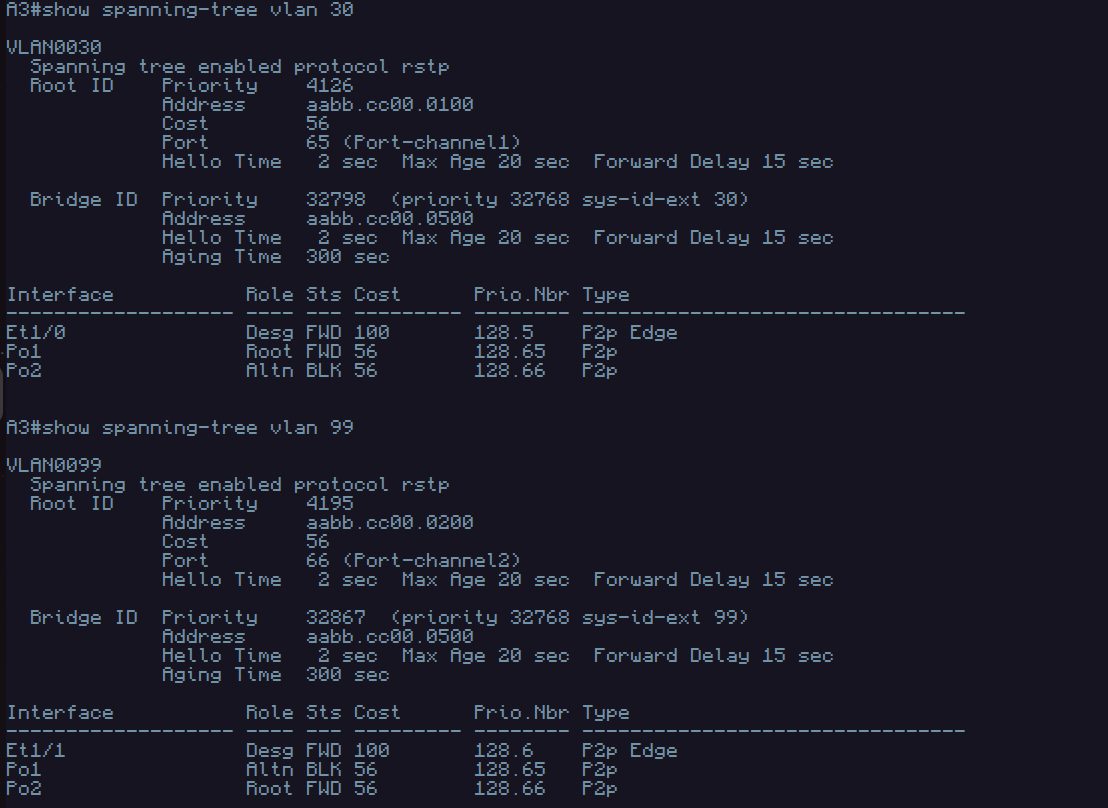 A3#show spanning-tree vlan 30
VLAN0030
  Spanning tree enabled protocol rstp
  Root ID    Priority    4126
             Address     aabb.cc00.0100
             Cost        56
             Port        65 (Port-channel1)
             Hello Time   2 sec  Max Age 20 sec  Forward Delay 15 sec
  Bridge ID  Priority    32798  (priority 32768 sys-id-ext 30)
             Address     aabb.cc00.0500
             Hello Time   2 sec  Max Age 20 sec  Forward Delay 15 sec
             Aging Time  300 sec
Interface           Role Sts Cost      Prio.Nbr Type
------------------- ---- --- --------- -------- --------------------------------
Et1/0               Desg FWD 100       128.5    P2p Edge
Po1                 Root FWD 56        128.65   P2p
Po2                 Altn BLK 56        128.66   P2p
A3#show spanning-tree vlan 99
VLAN0099
  Spanning tree enabled protocol rstp
  Root ID    Priority    4195
             Address     aabb.cc00.0200
             Cost        56
             Port        66 (Port-channel2)
             Hello Time   2 sec  Max Age 20 sec  Forward Delay 15 sec
  Bridge ID  Priority    32867  (priority 32768 sys-id-ext 99)
             Address     aabb.cc00.0500
             Hello Time   2 sec  Max Age 20 sec  Forward Delay 15 sec
             Aging Time  300 sec
Interface           Role Sts Cost      Prio.Nbr Type
------------------- ---- --- --------- -------- --------------------------------
Et1/1               Desg FWD 100       128.6    P2p Edge
Po1                 Altn BLK 56        128.65   P2p
Po2                 Root FWD 56        128.66   P2p